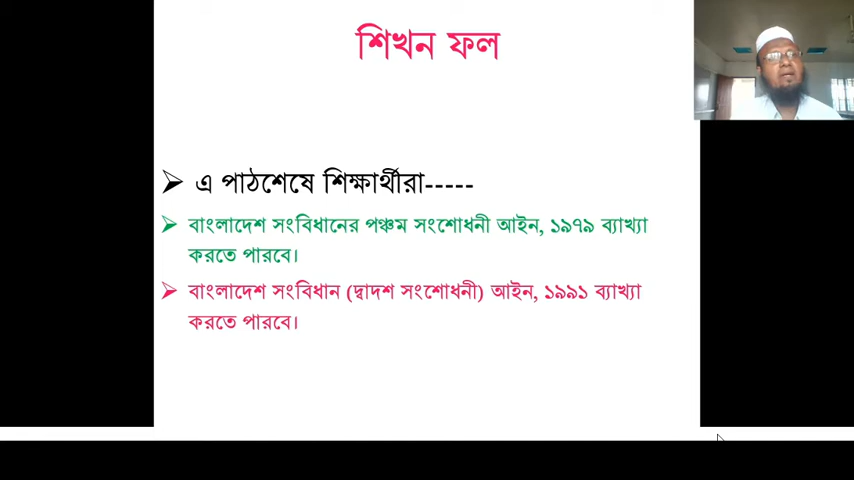 শিখন ফল
➢ এ পাঠশেষে শিক্ষার্থীরা-----
➢ বাংলাদেশ সংবিধানের পঞ্চম সংশোধনী আইন, ১৯৭৯ ব্যাখ্যা
করতে পারবে।
➢ বাংলাদেশ সংবিধান (দ্বাদশ সংশোধনী) আইন, ১৯৯১ ব্যাখ্যা
করতে পারবে।